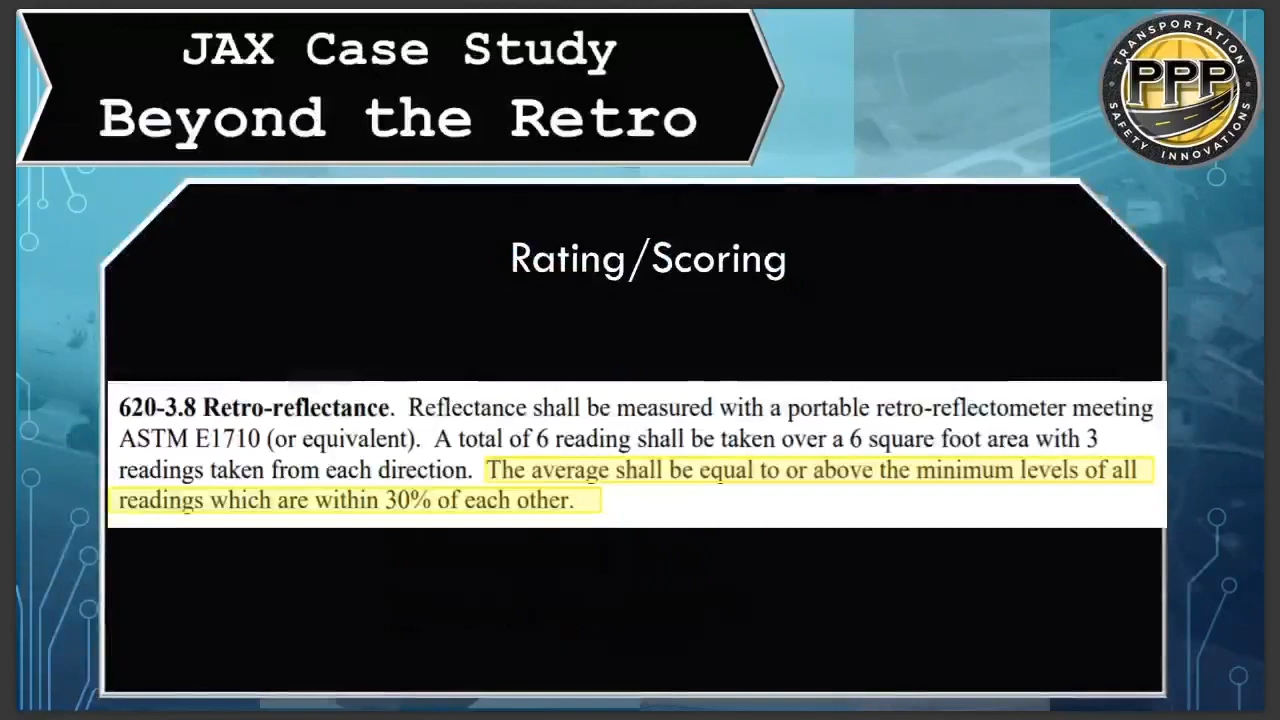 JAX Case Study
Beyond the Retro
TRANSPORTATION
PPP
SAFETY INNOVATIONS
Rating/Scoring
620-3.8 Retro-reflectance. Reflectance shall be measured with a portable retro-reflectometer meeting
ASTM E1710 (or equivalent). A total of 6 reading shall be taken over a 6 square foot area with 3
readings taken from each direction. The average shall be equal to or above the minimum levels of all
readings which are within 30% of each other.